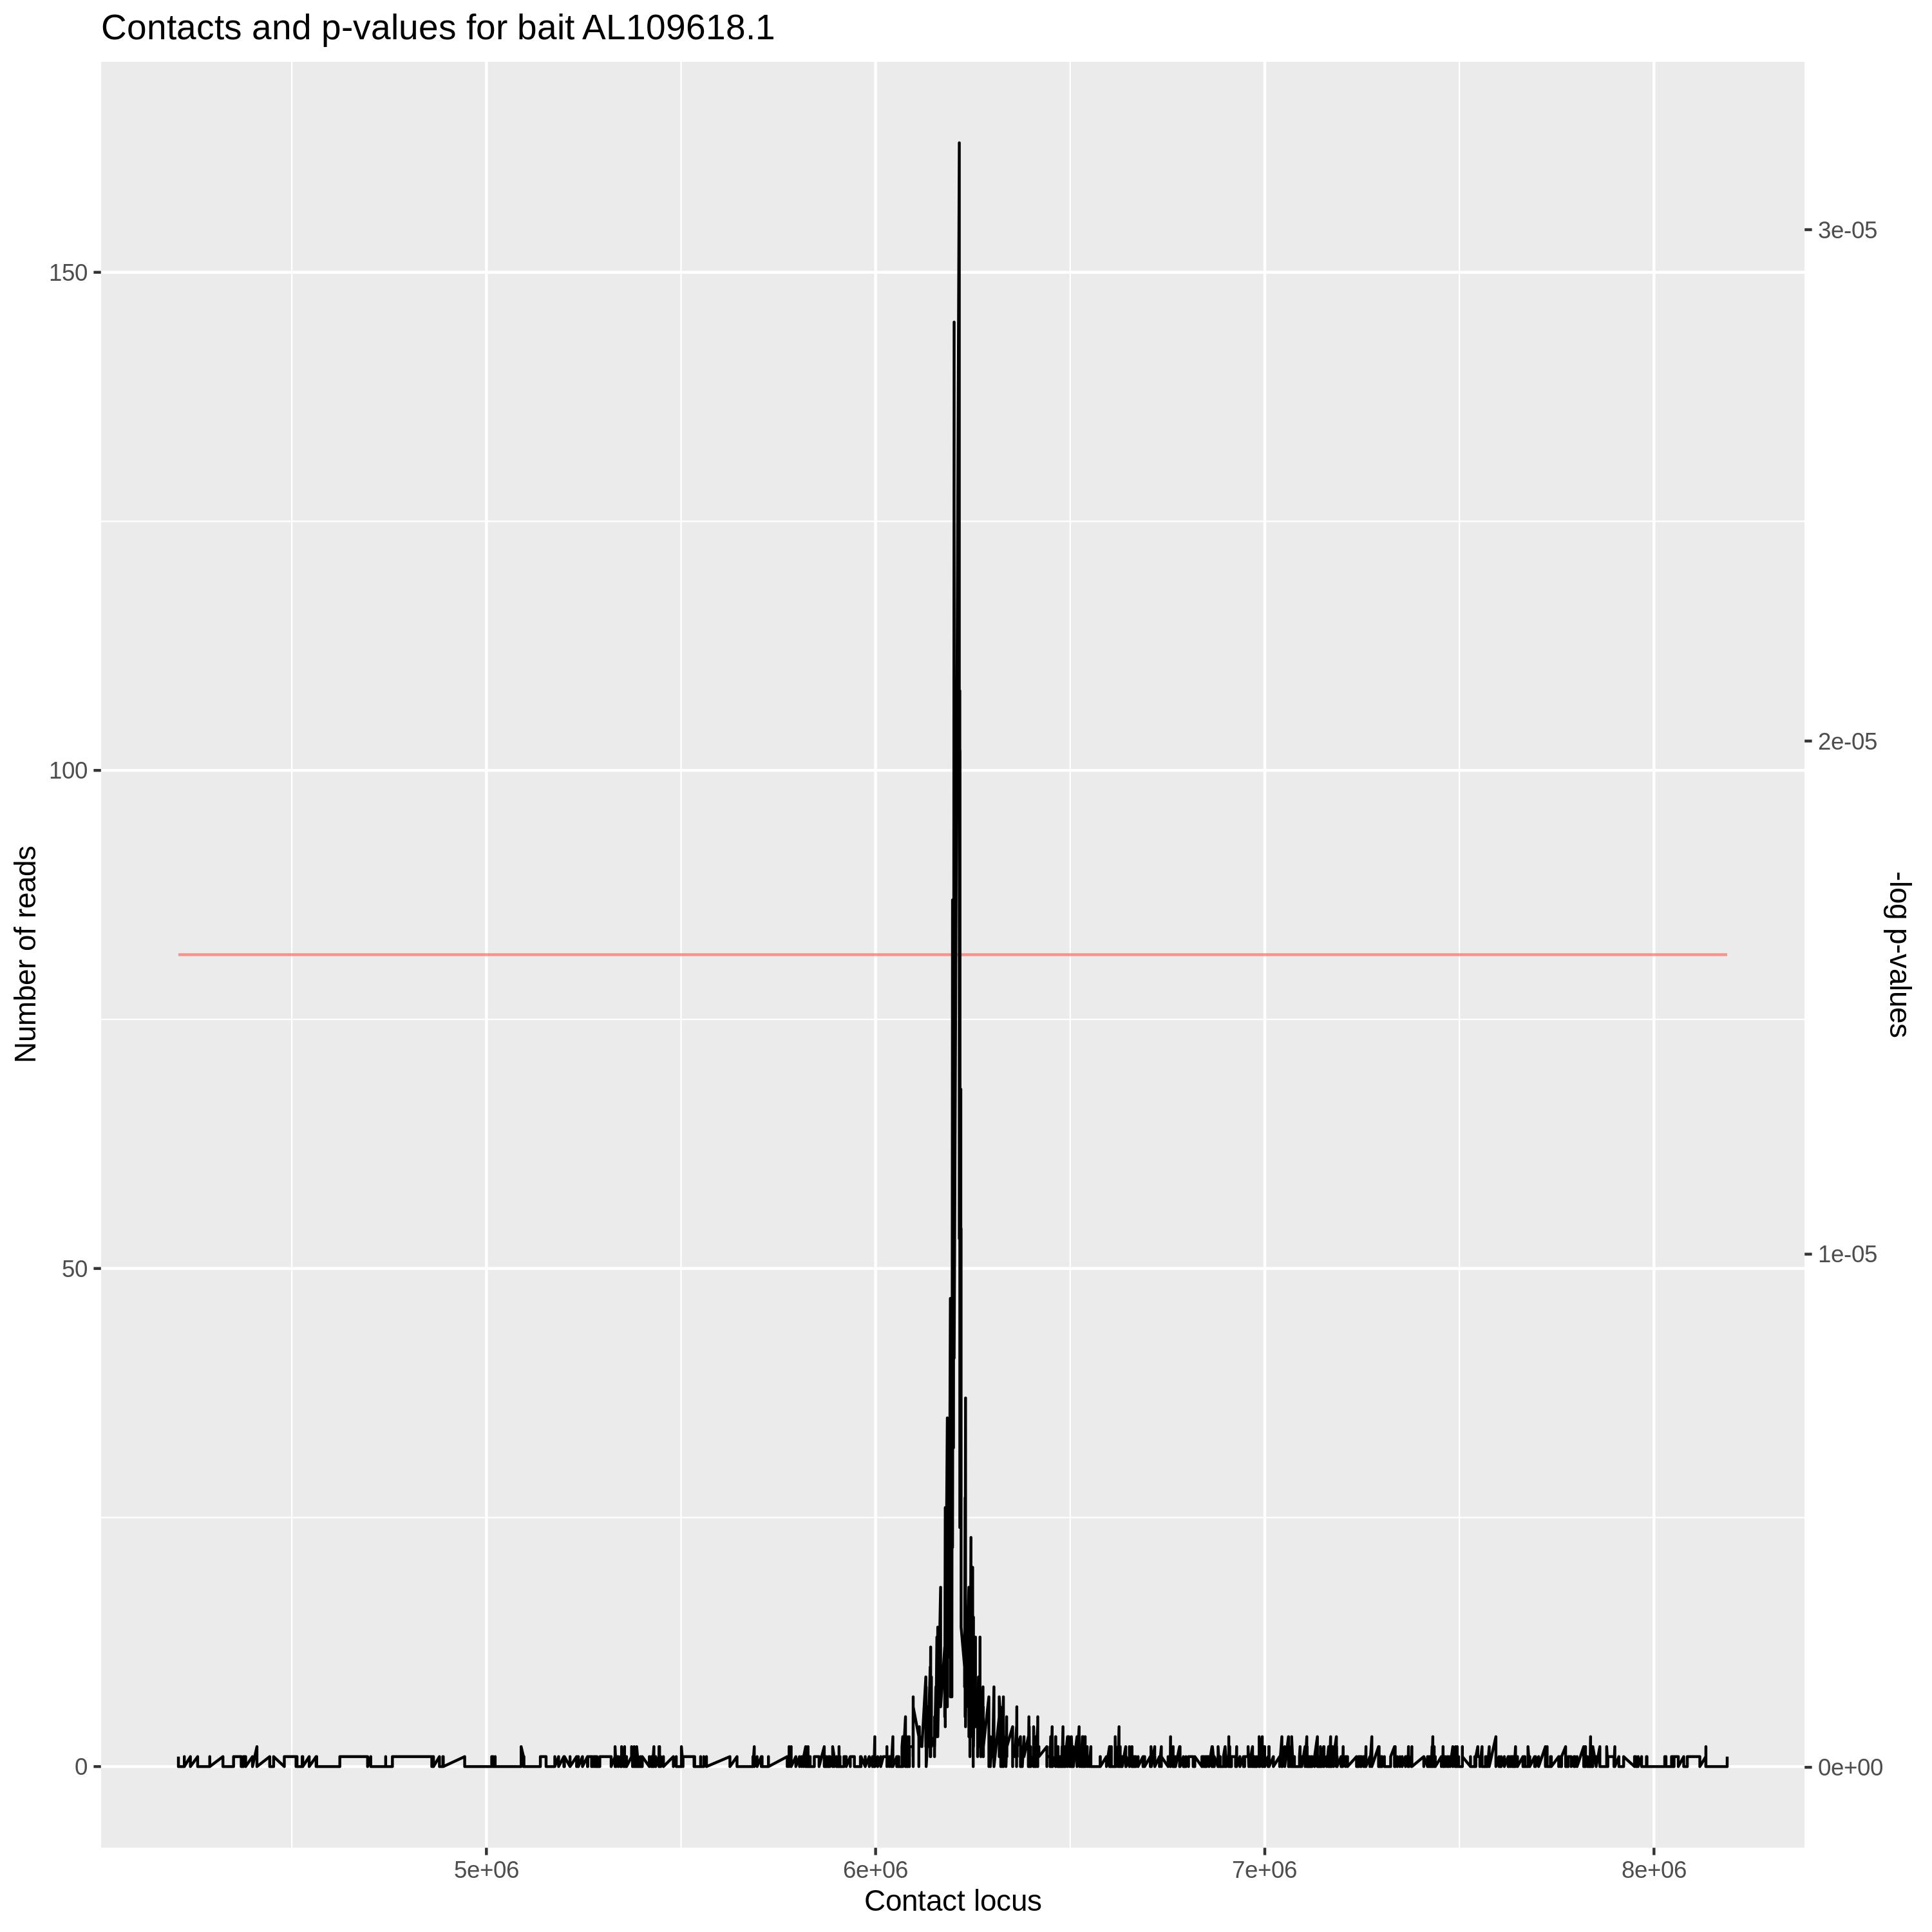 Contacts and p-values for bait AL109618.1
150
100
50
0
Number of reads
3e-05
2e-05
1e-05
0e+00
-log p-values
5e+06
6e+06
7e+06
8e+06
Contact locus